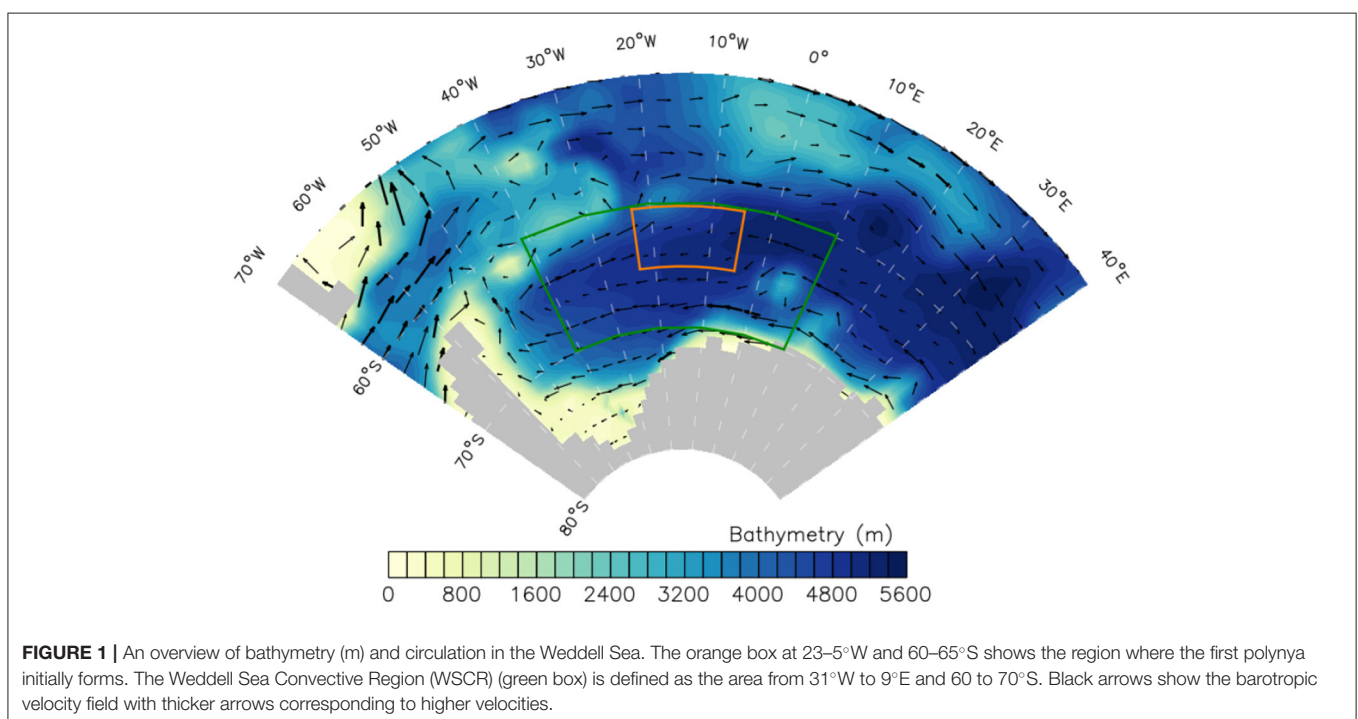 70°W
60°W
50°W
40°W
30°W
20°W
10°W
0°
10°E
20°E
30°E
40°E
60°S
70°S
80°S
Bathymetry (m)
0 800 1600 2400 3200 4000 4800 5600
FIGURE 1 | An overview of bathymetry (m) and circulation in the Weddell Sea. The orange box at 23–5°W and 60–65°S shows the region where the first polynya
initially forms. The Weddell Sea Convective Region (WSCR) (green box) is defined as the area from 31°W to 9°E and 60 to 70°S. Black arrows show the barotropic
velocity field with thicker arrows corresponding to higher velocities.